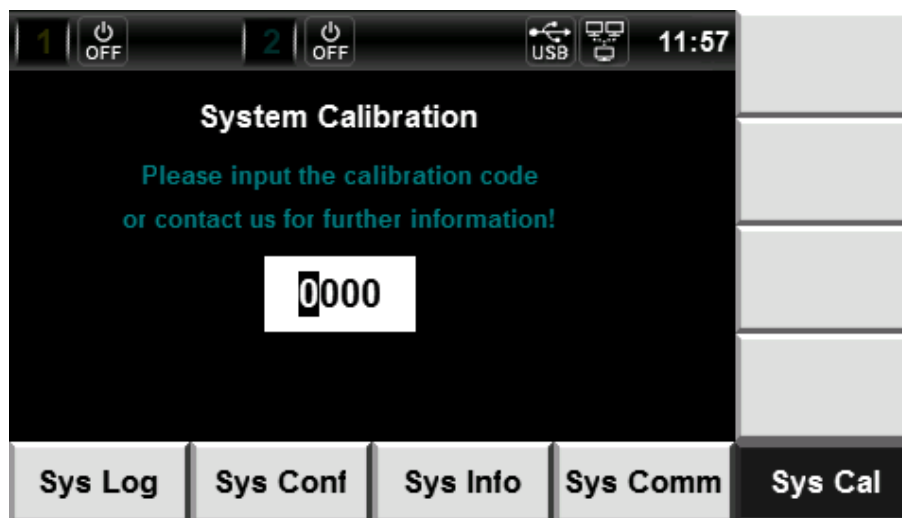 1 OFF 2 OFF USB 11:57
System Calibration
Please input the calibration code
or contact us for further information!
0000
Sys Log Sys Conf Sys Info Sys Comm Sys Cal